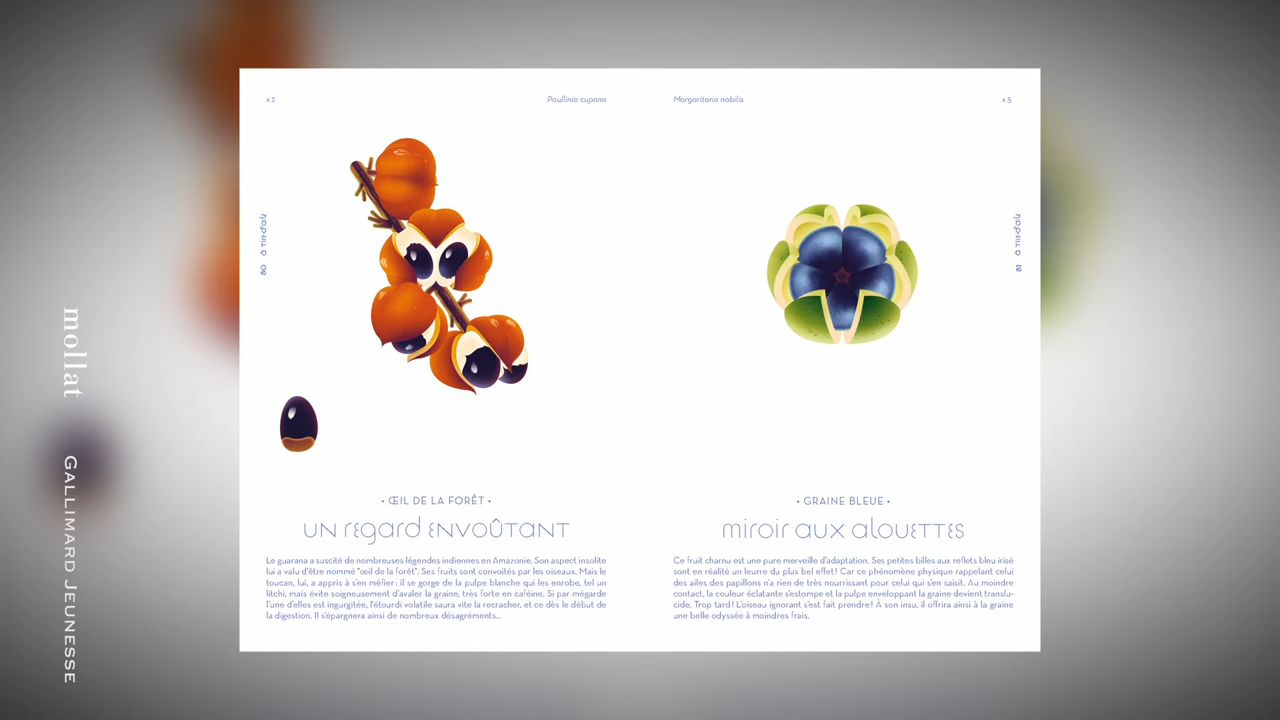 mollat
GALLIMARD JEUNESSE
x 2
Paullinia cupana
80 à Tir-d'ail
• ŒIL DE LA FORÊT •
UN regard ENVOÛTANT
Le guarana a suscité de nombreuses légendes indiennes en Amazonie. Son aspect insolite
lui a valu d'être nommé "œil de la forêt". Ses fruits sont convoités par les oiseaux. Mais le
toucan, lui, a appris à s'en méfier : il se gorge de la pulpe blanche qui les enrobe, tel un
litchi, mais évite soigneusement d'avaler la graine, très forte en caféine. Si par mégarde
l'une d'elles est ingurgitée, l'étourdi volatile saura vite la recracher, et ce dès le début de
la digestion. Il s'épargnera ainsi de nombreux désagréments...
Margaritaria nobilis
x 5
81 à Tir-d'ail
• GRAINE BLEUE •
miroir aux alouETTES
Ce fruit charnu est une pure merveille d'adaptation. Ses petites billes aux reflets bleu irisé
sont en réalité un leurre du plus bel effet ! Car ce phénomène physique rappelant celui
des ailes des papillons n'a rien de très nourrissant pour celui qui s'en saisit. Au moindre
contact, la couleur éclatante s'estompe et la pulpe enveloppant la graine devient translu-
cide. Trop tard ! L'oiseau ignorant s'est fait prendre ! À son insu, il offrira ainsi à la graine
une belle odyssée à moindres frais.